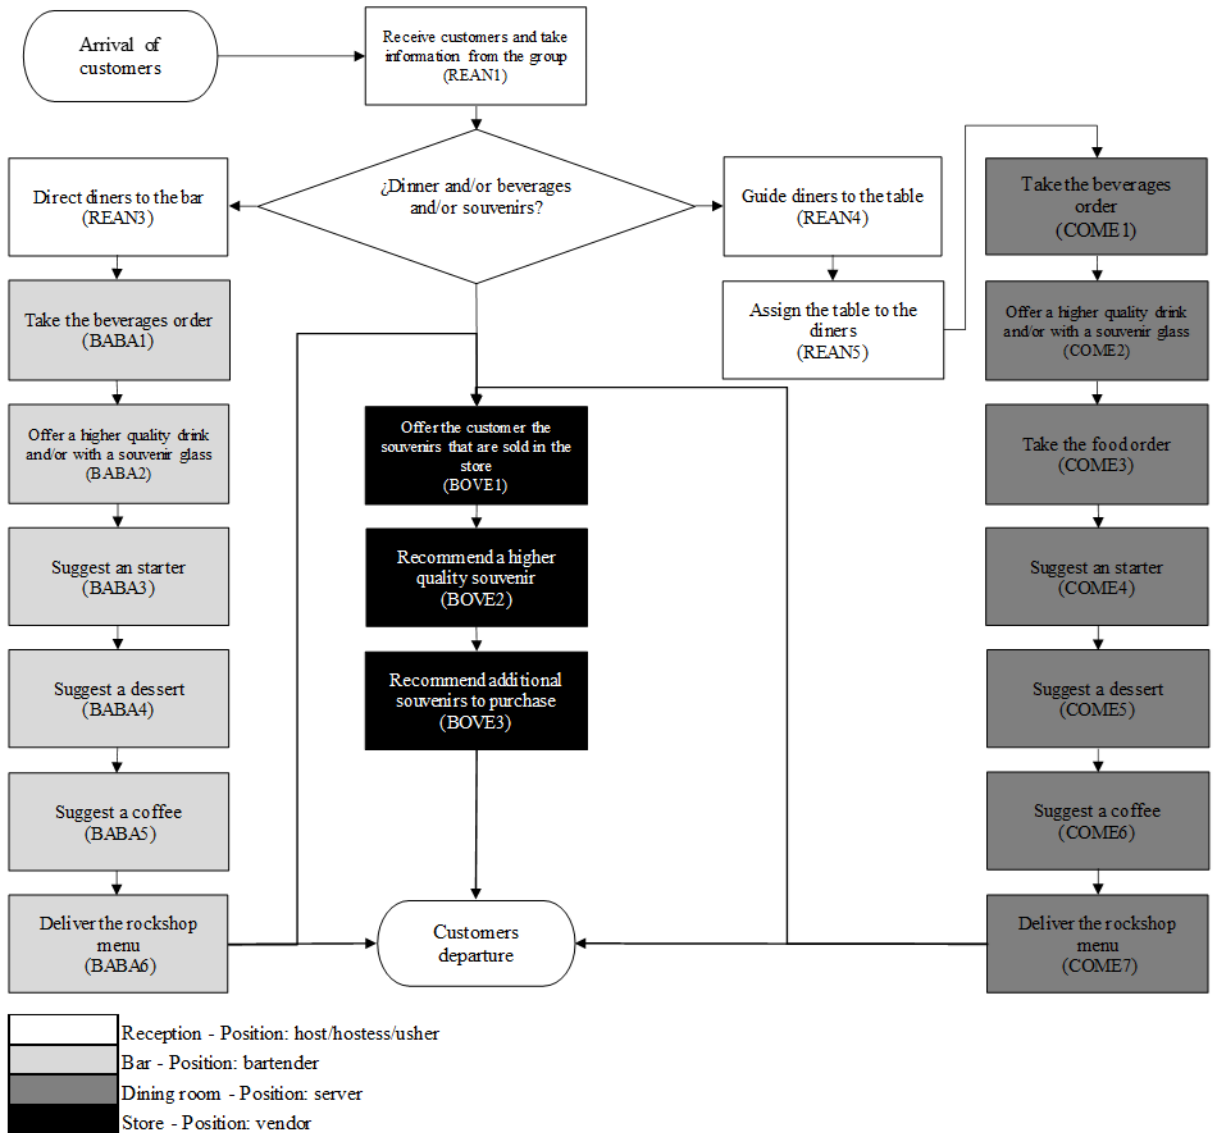 Arrival of
customers
Receive customers and take
information from the group
(REAN1)
¿Dinner and/or beverages
and/or souvenirs?
Direct diners to the bar
(REAN3)
Guide diners to the table
(REAN4)
Assign the table to the
diners
(REAN5)
Take the beverages order
(BABA1)
Offer a higher quality drink
and/or with a souvenir glass
(BABA2)
Suggest an starter
(BABA3)
Suggest a dessert
(BABA4)
Suggest a coffee
(BABA5)
Deliver the rockshop
menu
(BABA6)
Offer the customer the
souvenirs that are sold in the
store
(BOVE1)
Recommend a higher
quality souvenir
(BOVE2)
Recommend additional
souvenirs to purchase
(BOVE3)
Customers
departure
Take the beverages
order
(COME1)
Offer a higher quality drink
and/or with a souvenir glass
(COME2)
Take the food order
(COME3)
Suggest an starter
(COME4)
Suggest a dessert
(COME5)
Suggest a coffee
(COME6)
Deliver the rockshop
menu
(COME7)
Reception - Position: host/hostess/usher
Bar - Position: bartender
Dining room - Position: server
Store - Position: vendor